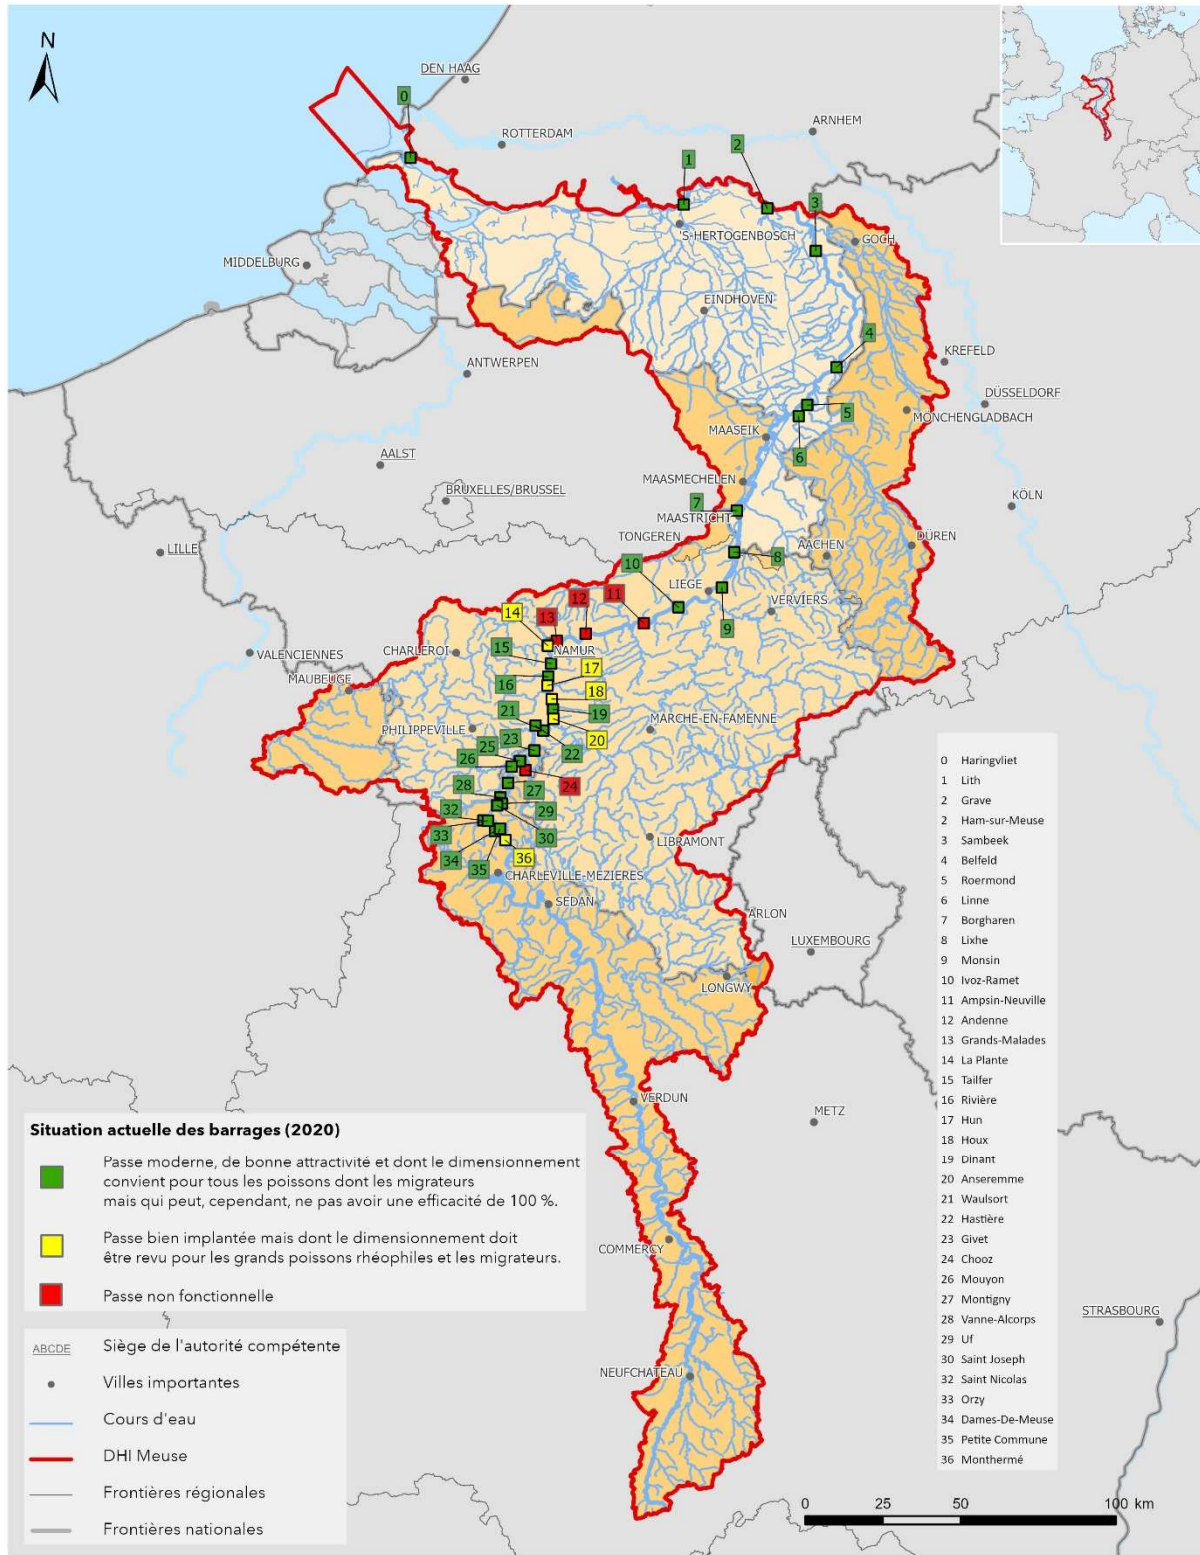 N
DEN HAAG
0
ROTTERDAM
ARNHEM
1
2
3
'S-HERTOGENBOSCH
GOCH
MIDDELBURG
EINDHOVEN
4
KREFELD
ANTWERPEN
DÜSSELDORF
5
MÖNCHENGLADBACH
MAASEIK
6
AALST
MAASMECHELEN
BRUXELLES/BRUSSEL
7
KÖLN
MAASTRICHT
TONGEREN
DÜREN
LILLE
AACHEN
8
10
LIEGE
VERVIERS
11
12
13
14
9
15
NAMUR
VALENCIENNES
CHARLEROI
17
16
18
MAUBEUGE
21
19
MARCHE-EN-FAMENNE
PHILIPPEVILLE
23
20
25
22
26
24
28
27
29
32
30
33
LIBRAMONT
34
36
35
CHARLEVILLE-MEZIERES
SEDAN
ARLON
LUXEMBOURG
LONGWY
VERDUN
METZ
COMMERCY
STRASBOURG
NEUFCHATEAU
0 Haringvliet
1 Lith
2 Grave
2 Ham-sur-Meuse
3 Sambeek
4 Belfeld
5 Roermond
6 Linne
7 Borgharen
8 Lixhe
9 Monsin
10 Ivoz-Ramet
11 Ampsin-Neuville
12 Andenne
13 Grands-Malades
14 La Plante
15 Tailfer
16 Rivière
17 Hun
18 Houx
19 Dinant
20 Anseremme
21 Waulsort
22 Hastière
23 Givet
24 Chooz
26 Mouyon
27 Montigny
28 Vanne-Alcorps
29 Uf
30 Saint Joseph
32 Saint Nicolas
33 Orzy
34 Dames-De-Meuse
35 Petite Commune
36 Monthermé
Situation actuelle des barrages (2020)
Passe moderne, de bonne attractivité et dont le dimensionnement
convient pour tous les poissons dont les migrateurs
mais qui peut, cependant, ne pas avoir une efficacité de 100 %.
Passe bien implantée mais dont le dimensionnement doit
être revu pour les grands poissons rhéophiles et les migrateurs.
Passe non fonctionnelle
ABCDE Siège de l'autorité compétente
Villes importantes
Cours d'eau
DHI Meuse
Frontières régionales
Frontières nationales
0 25 50 100 km